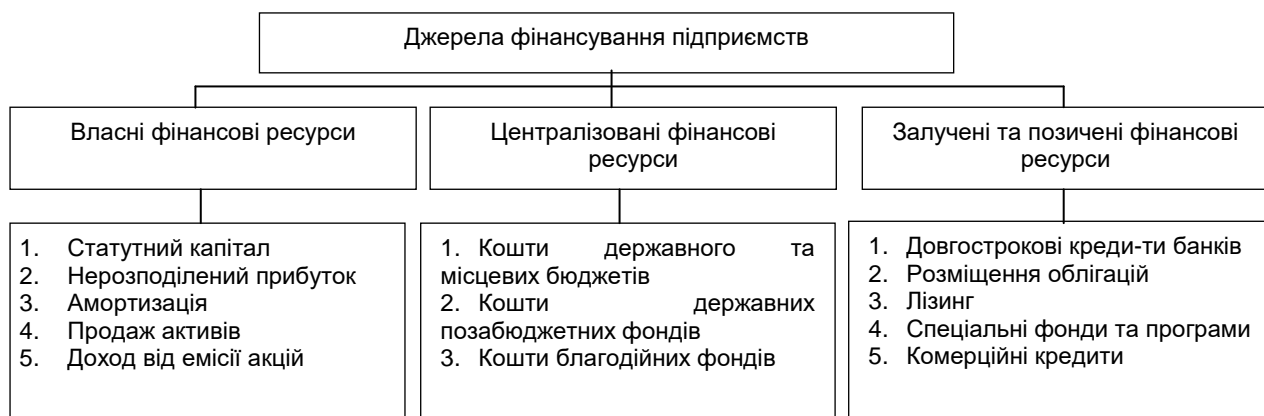 Джерела фінансування підприємств
Власні фінансові ресурси
Централізовані фінансові
ресурси
Залучені та позичені фінансові
ресурси
1. Статутний капітал
2. Нерозподілений прибуток
3. Амортизація
4. Продаж активів
5. Доход від емісії акцій
1. Кошти державного та
місцевих бюджетів
2. Кошти державних
позабюджетних фондів
3. Кошти благодійних фондів
1. Довгострокові креди-ти банків
2. Розміщення облігацій
3. Лізинг
4. Спеціальні фонди та програми
5. Комерційні кредити